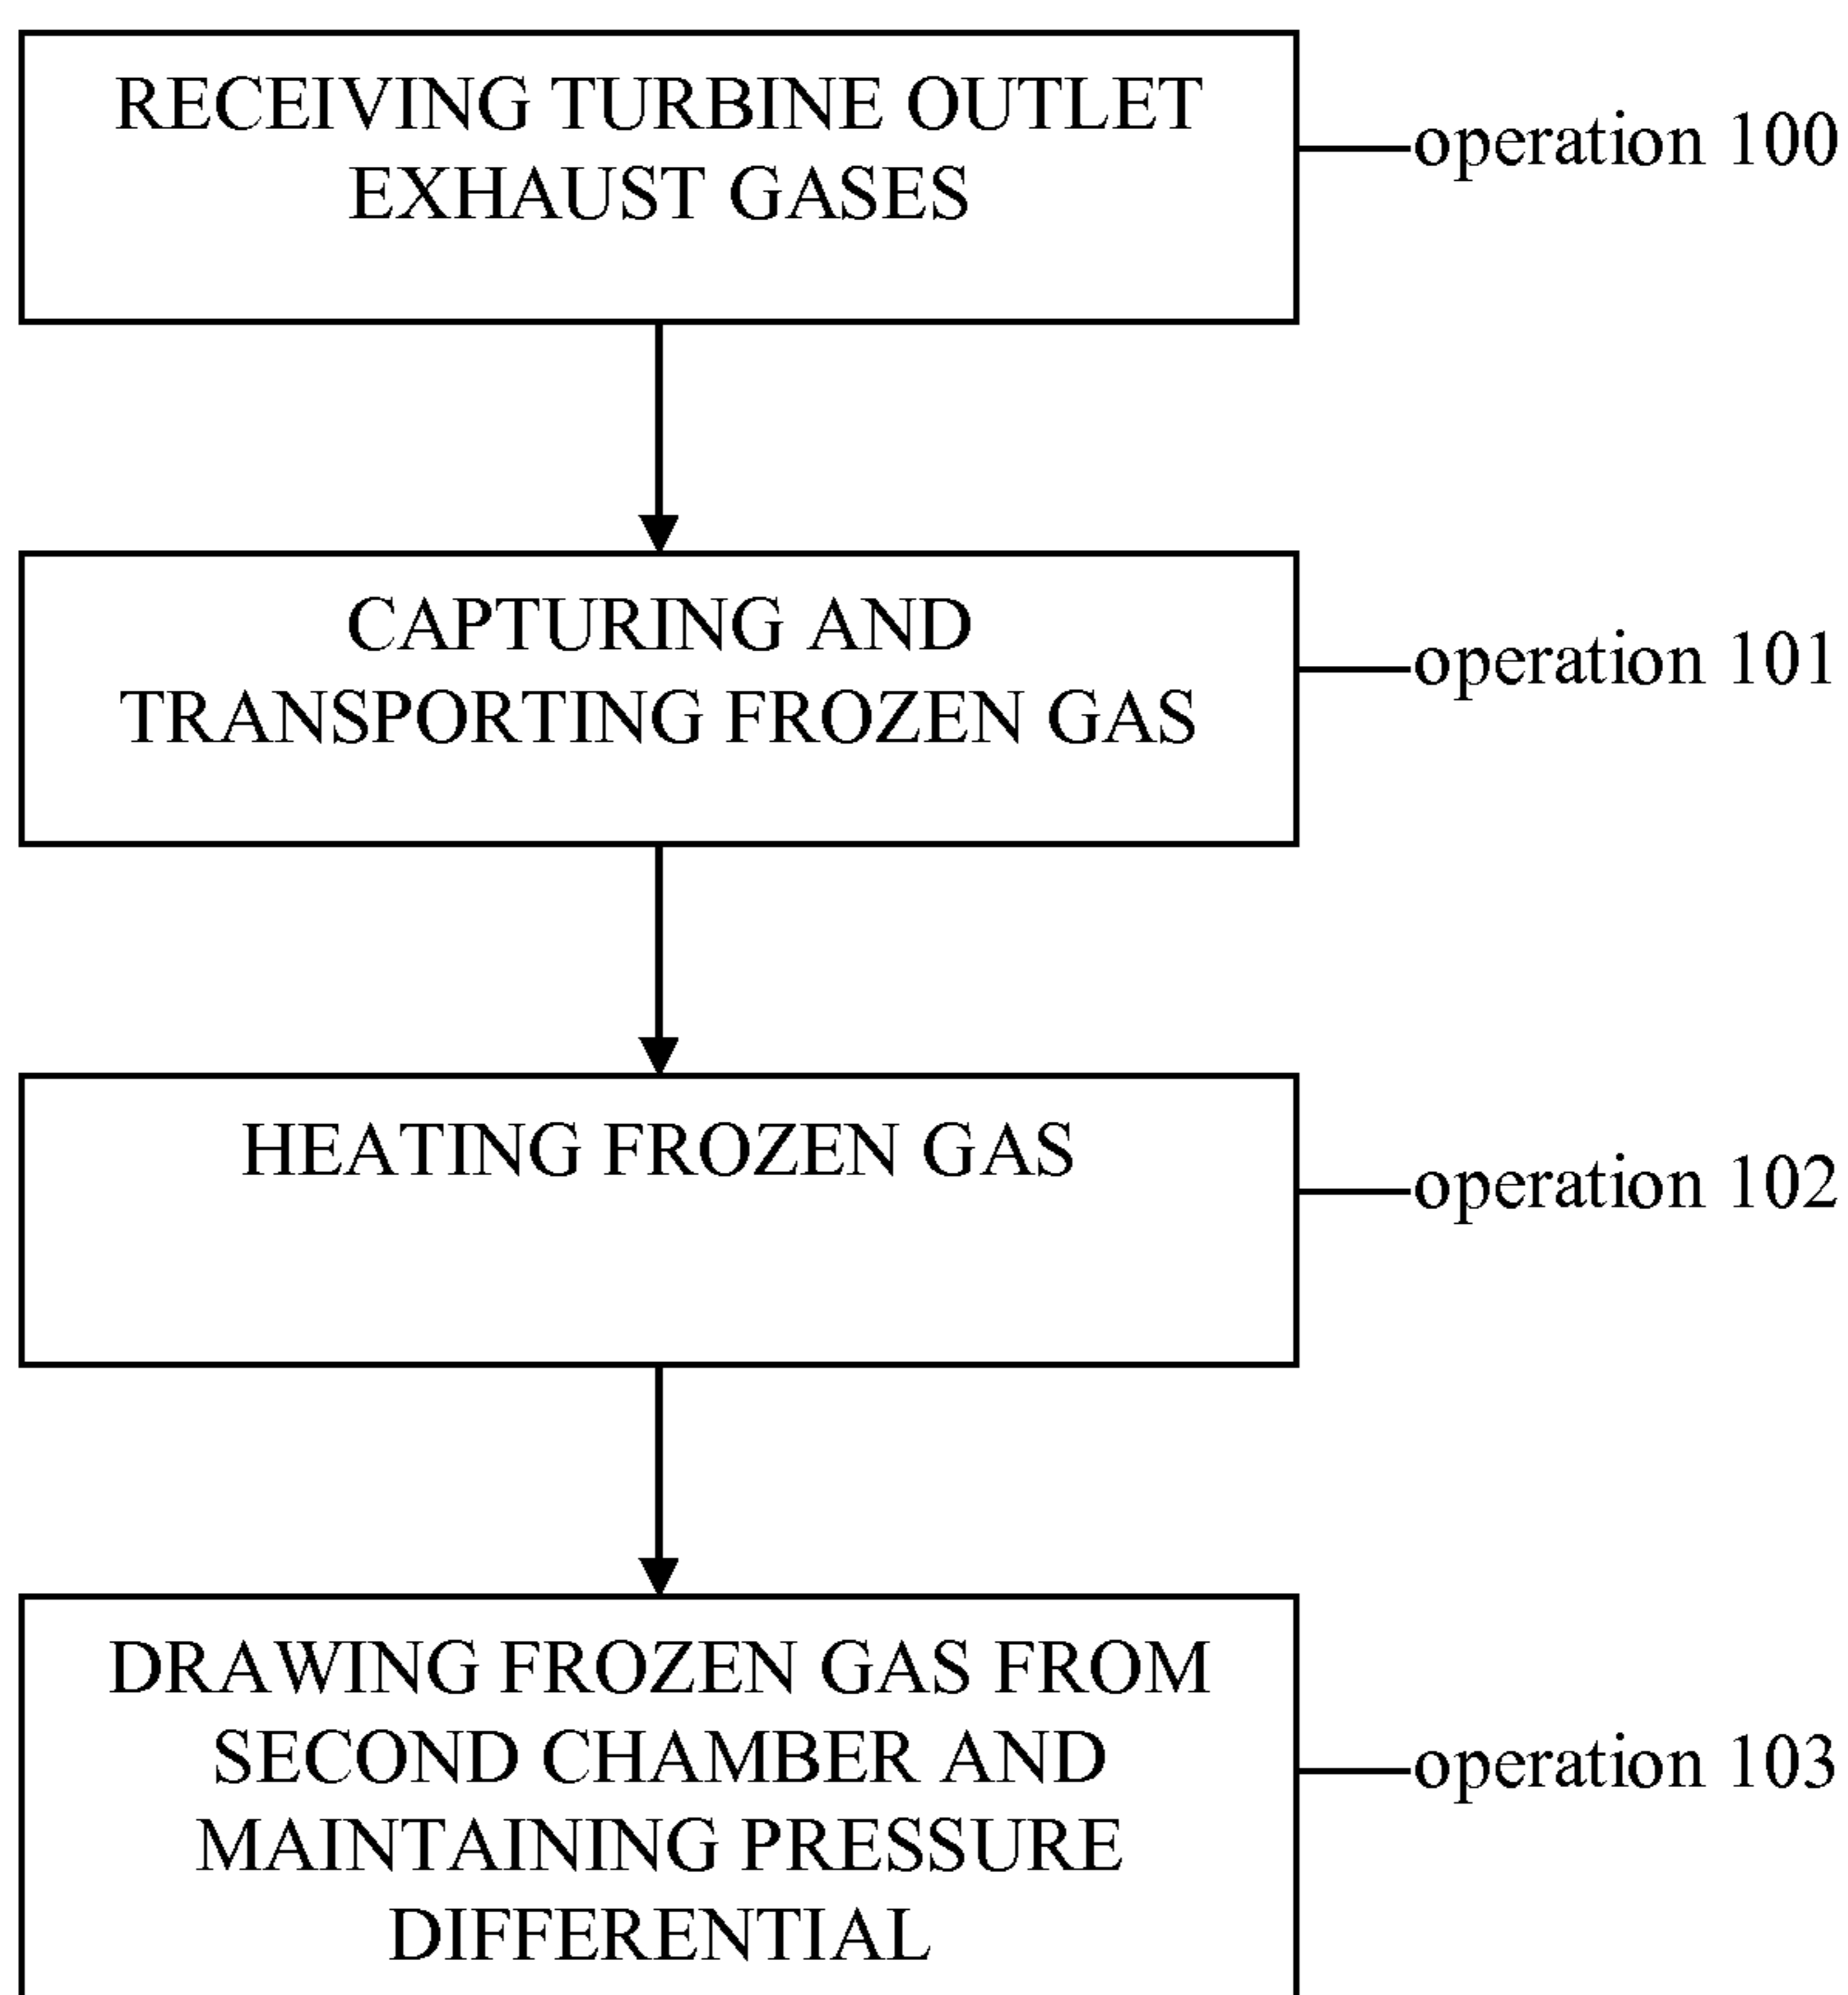 RECEIVING TURBINE OUTLET
EXHAUST GASES
operation 100
CAPTURING AND
TRANSPORTING FROZEN GAS
operation 101
HEATING FROZEN GAS
operation 102
DRAWING FROZEN GAS FROM
SECOND CHAMBER AND
MAINTAINING PRESSURE
DIFFERENTIAL
operation 103